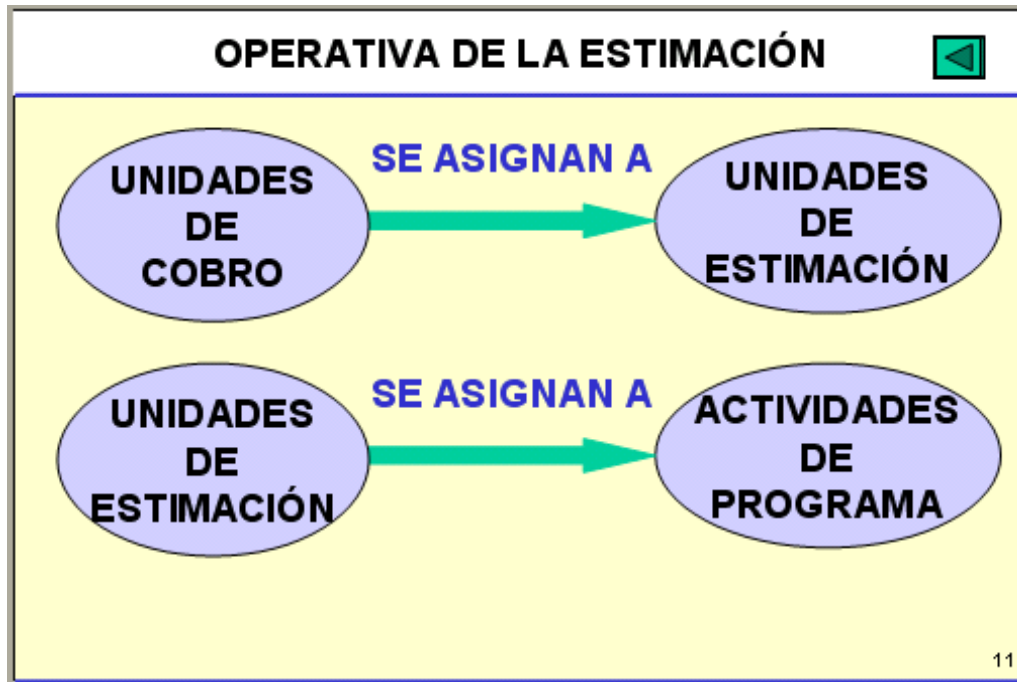 OPERATIVA DE LA ESTIMACIÓN
UNIDADES
DE
COBRO
SE ASIGNAN A
UNIDADES
DE
ESTIMACIÓN
UNIDADES
DE
ESTIMACIÓN
SE ASIGNAN A
ACTIVIDADES
DE
PROGRAMA
11